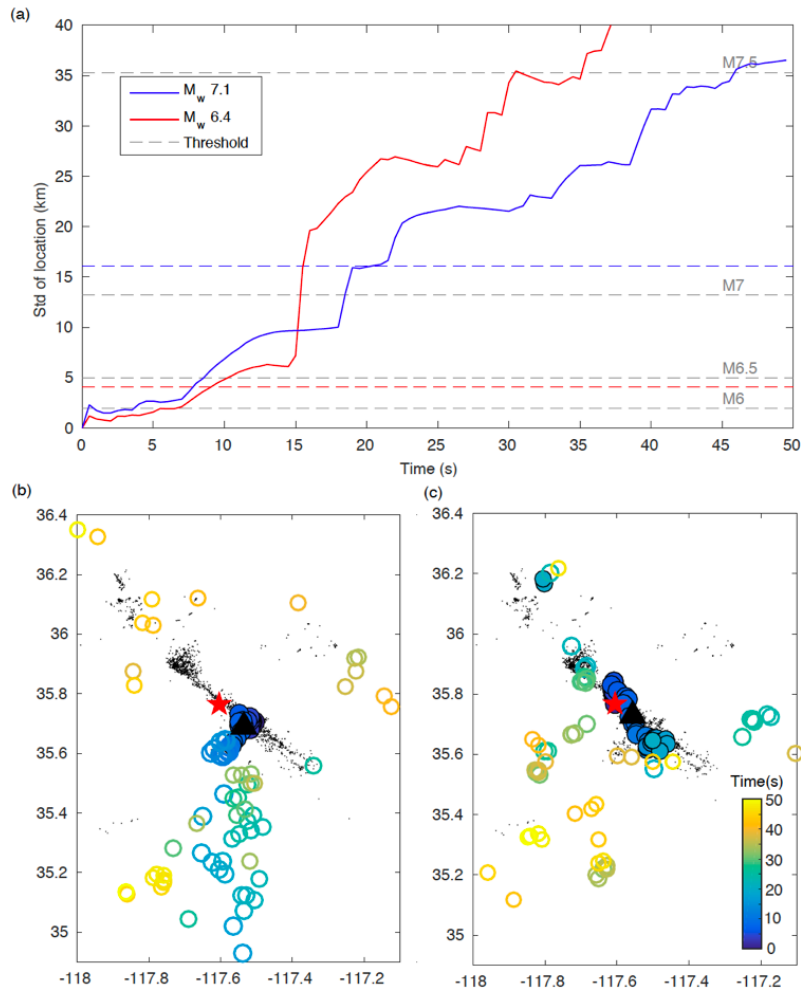 (a)
40
35
30
25
20
15
10
5
0
Std of location (km)
M_w 7.1
M_w 6.4
Threshold
M7.5
M7
M6.5
M6
0 5 10 15 20 25 30 35 40 45 50
Time (s)
(b)
36.4
36.2
36
35.8
35.6
35.4
35.2
35
-118 -117.8 -117.6 -117.4 -117.2
(c)
36.4
36.2
36
35.8
35.6
35.4
35.2
35
-118 -117.8 -117.6 -117.4 -117.2
Time(s)
50
40
30
20
10
0